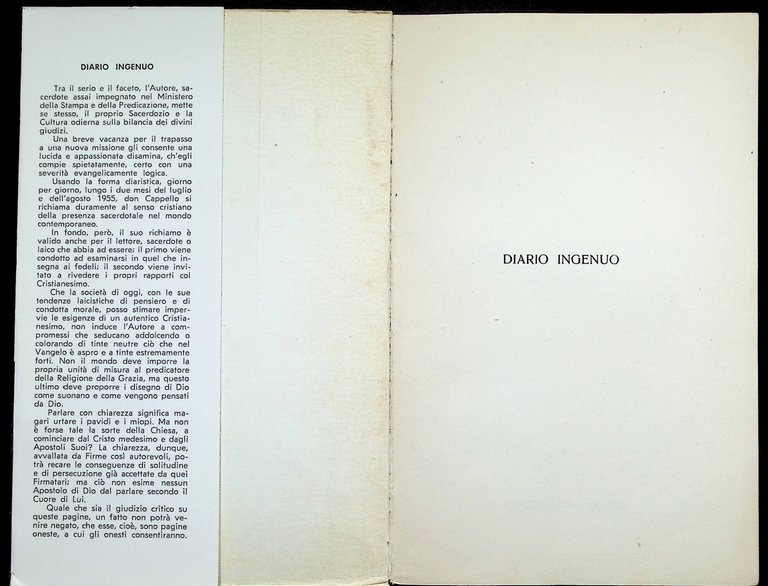 DIARIO INGENUO
Tra il serio e il faceto, l'Autore, sa-
cerdote assai impegnato nel Ministero
della Stampa e della Predicazione, mette
se stesso, il proprio Sacerdozio e la
Cultura odierna sulla bilancia dei divini
giudizi.
Una breve vacanza per il trapasso
a una nuova missione gli consente una
lucida e appassionata disamina, ch'egli
compie spietatamente, certo con una
severità evangelicamente logica.
Usando la forma diaristica, giorno
per giorno, lungo i due mesi del luglio
e dell'agosto 1955, don Cappello si
richiama duramente al senso cristiano
della presenza sacerdotale nel mondo
contemporaneo.
In fondo, però, il suo richiamo è
valido anche per il lettore, sacerdote o
laico che abbia ad essere; il primo viene
condotto ad esaminarsi in quel che in-
segna ai fedeli; il secondo viene invi-
tato a rivedere i propri rapporti col
Cristianesimo.
Che la società di oggi, con le sue
tendenze laicistiche di pensiero e di
condotta morale, posso stimare imper-
vie le esigenze di un autentico Cristia-
nesimo, non induce l'Autore a com-
promessi che seducano addolcendo o
colorando di tinte neutre ciò che nel
Vangelo è aspro e a tinte estremamente
forti. Non il mondo deve imporre la
propria unità di misura al predicatore
della Religione della Grazia, ma questo
ultimo deve proporre i disegno di Dio
come suonano e come vengono pensati
da Dio.
Parlare con chiarezza significa ma-
gari urtare i pavidi e i miopi. Ma non
è forse tale la sorte della Chiesa, a
cominciare dal Cristo medesimo e dagli
Apostoli Suoi? La chiarezza, dunque,
avvallata da Firme così autorevoli, po-
trà recare le conseguenze di solitudine
e di persecuzione già accettate da quei
Firmatari; ma ciò non esime nessun
Apostolo di Dio dal parlare secondo il
Cuore di Lui.
Quale che sia il giudizio critico su
queste pagine, un fatto non potrà ve-
nire negato, che esse, cioè, sono pagine
oneste, a cui gli onesti consentiranno.
DIARIO INGENUO